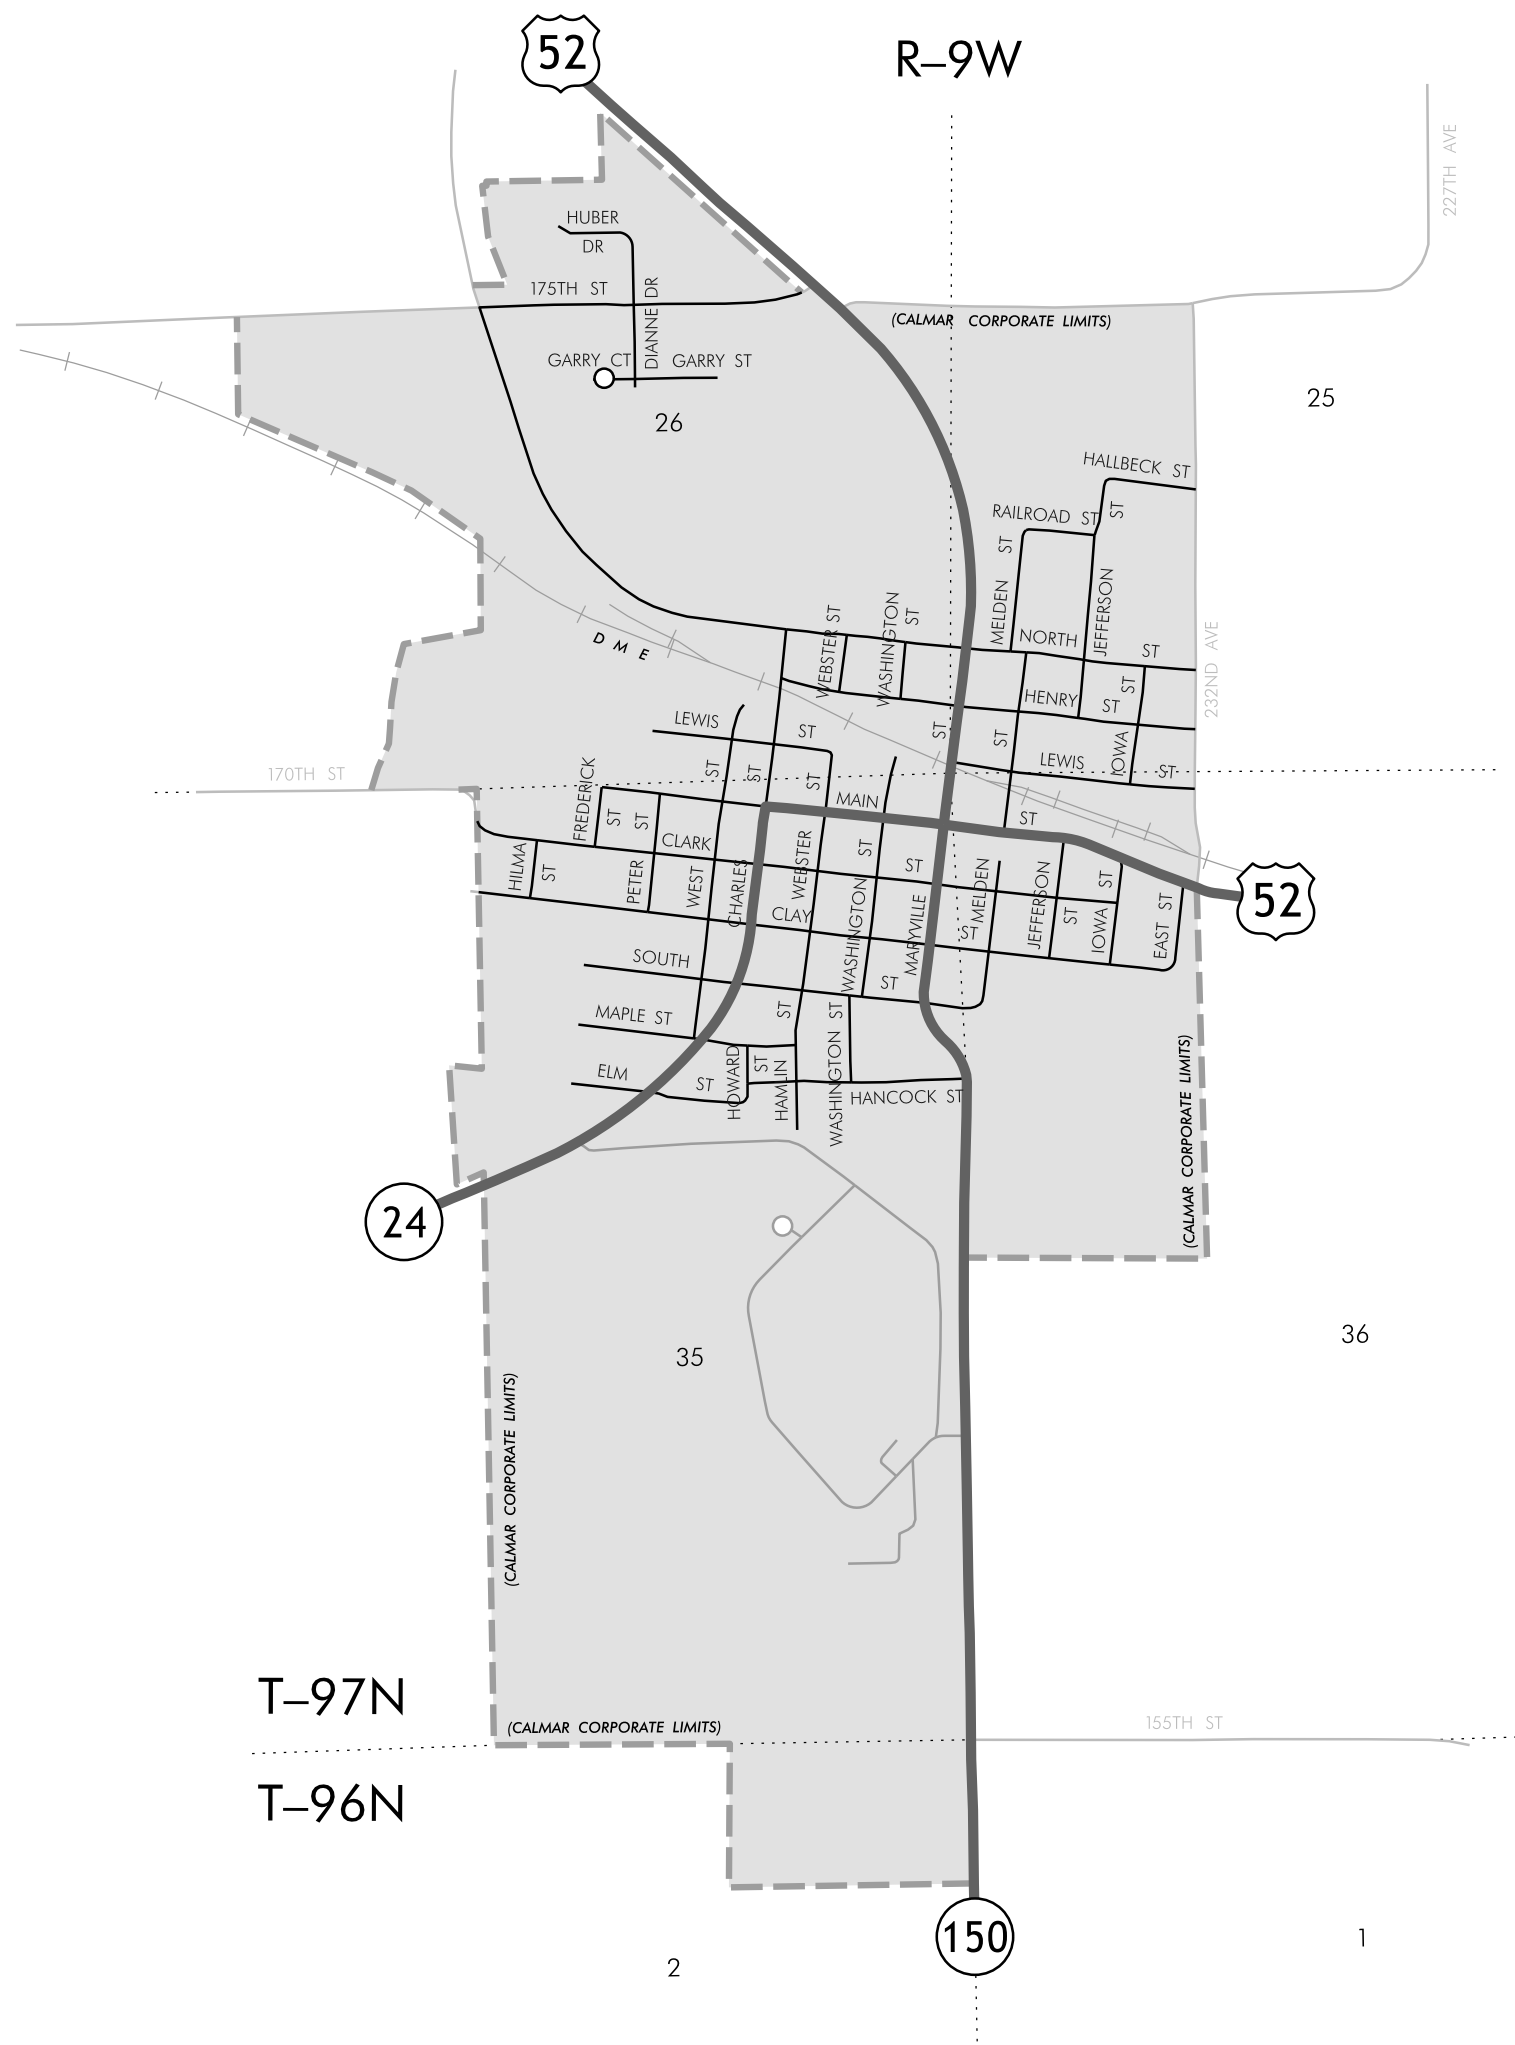 52
R–9W
227TH AVE
HUBER
DR
175TH ST
DIANNE DR
(CALMAR CORPORATE LIMITS)
GARRY CT
GARRY ST
26
25
HALLBECK ST
RAILROAD ST
ST
MELDEN ST
JEFFERSON
WEBSTER ST
WASHINGTON ST
NORTH ST
232ND AVE
DME
HENRY ST
ST
LEWIS ST
ST
ST
IOWA
LEWIS ST
170TH ST
ST
ST
ST
FREDERICK
ST
ST
MAIN
ST
CLARK
ST
ST
HILMA
ST
PETER
WEST
CHARLES
WEBSTER
WASHINGTON
MARYVILLE
MELDEN
JEFFERSON
ST
IOWA
ST
EAST ST
52
CLAY
ST
SOUTH
ST
MAPLE ST
ST
WASHINGTON ST
ELM
ST
HOWARD
ST
HAMLIN
HANCOCK ST
(CALMAR CORPORATE LIMITS)
24
35
36
(CALMAR CORPORATE LIMITS)
T–97N
(CALMAR CORPORATE LIMITS)
155TH ST
T–96N
150
1
2